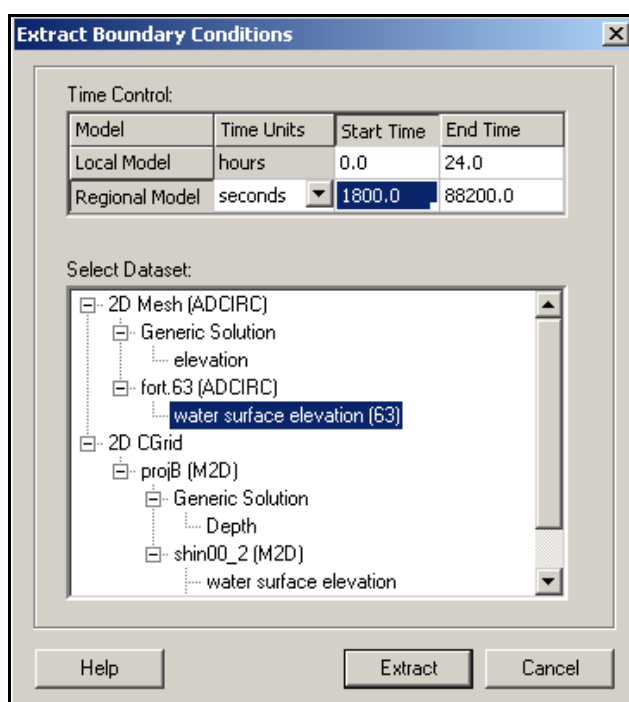 Extract Boundary Conditions
Time Control:
Model Time Units Start Time End Time
Local Model hours 0.0 24.0
Regional Model seconds 1800.0 88200.0
Select Dataset:
2D Mesh (ADCIRC)
Generic Solution
elevation
fort.63 (ADCIRC)
water surface elevation (63)
2D CGrid
projB (M2D)
Generic Solution
Depth
shin00_2 (M2D)
water surface elevation
Help Extract Cancel